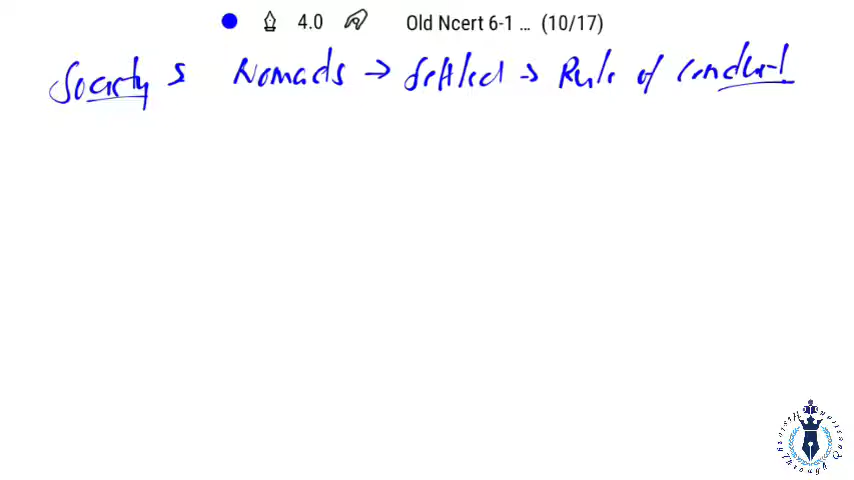 4.0 Old Ncert 6-1 ... (10/17)
Society : Nomads → Settled → Rule of conduct